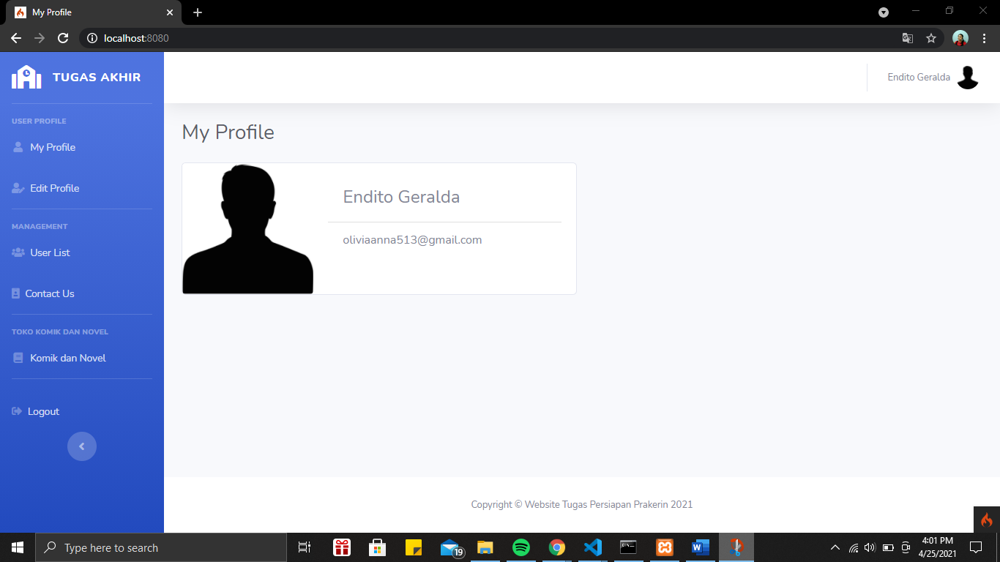 My Profile
localhost:8080
TUGAS AKHIR
Endito Geralda
USER PROFILE
My Profile
Edit Profile
MANAGEMENT
User List
Contact Us
TOKO KOMIK DAN NOVEL
Komik dan Novel
Logout
My Profile
Endito Geralda
oliviaanna513@gmail.com
Copyright © Website Tugas Persiapan Prakerin 2021
Type here to search
19
4:01 PM
4/25/2021